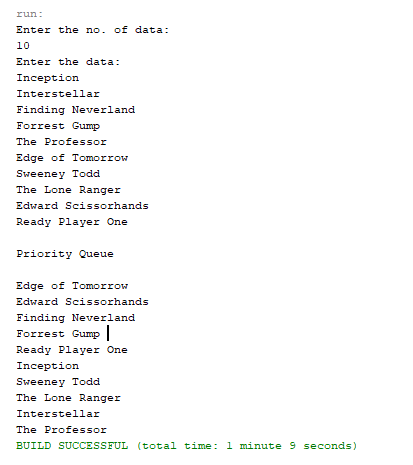 run:
Enter the no. of data:
10
Enter the data:
Inception
Interstellar
Finding Neverland
Forrest Gump
The Professor
Edge of Tomorrow
Sweeney Todd
The Lone Ranger
Edward Scissorhands
Ready Player One
Priority Queue
Edge of Tomorrow
Edward Scissorhands
Finding Neverland
Forrest Gump
Ready Player One
Inception
Sweeney Todd
The Lone Ranger
Interstellar
The Professor
BUILD SUCCESSFUL (total time: 1 minute 9 seconds)